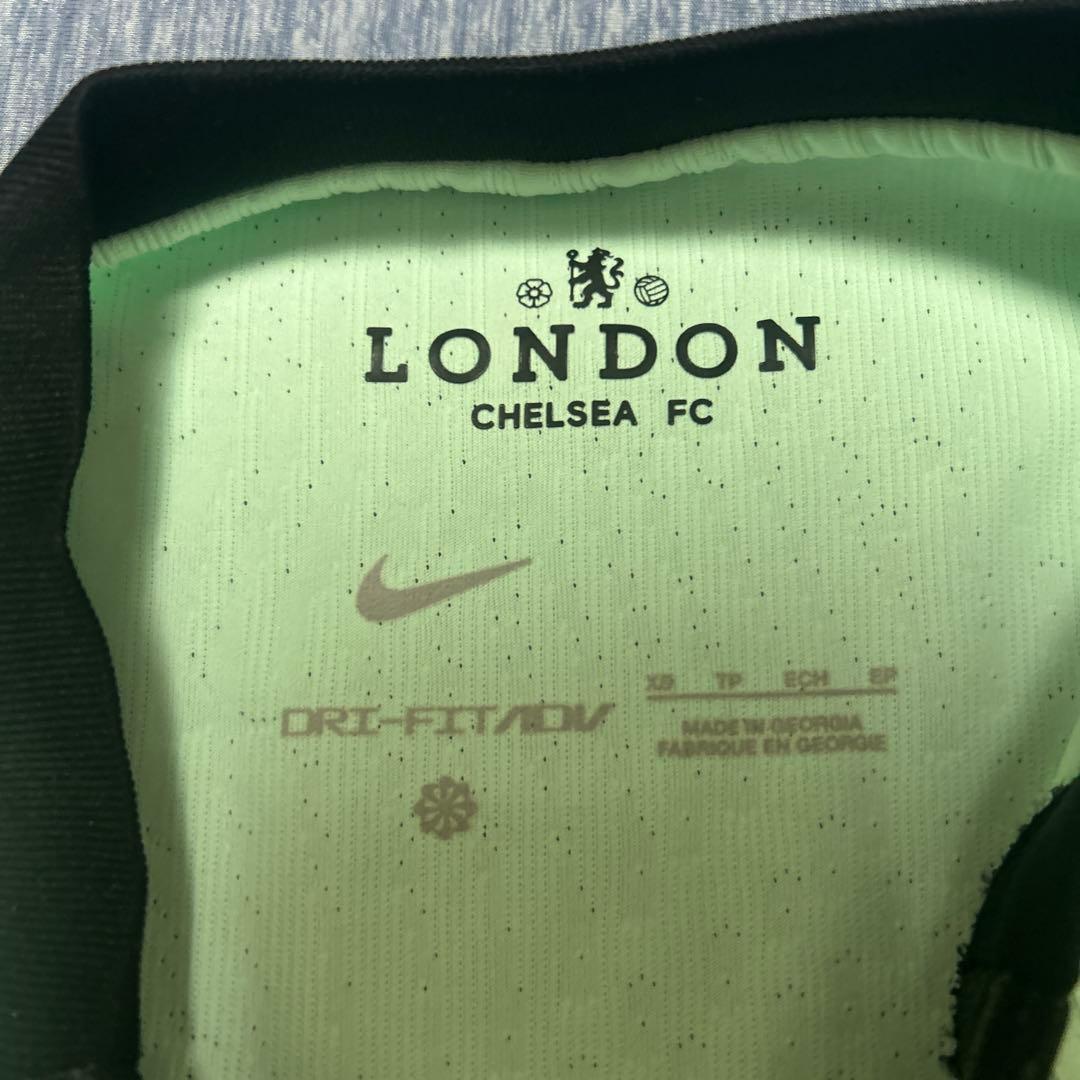 LONDON
CHELSEA FC
DRI-FIT ADV
XS TP ECH EP
MADE IN GEORGIA
FABRIQUE EN GEORGIE